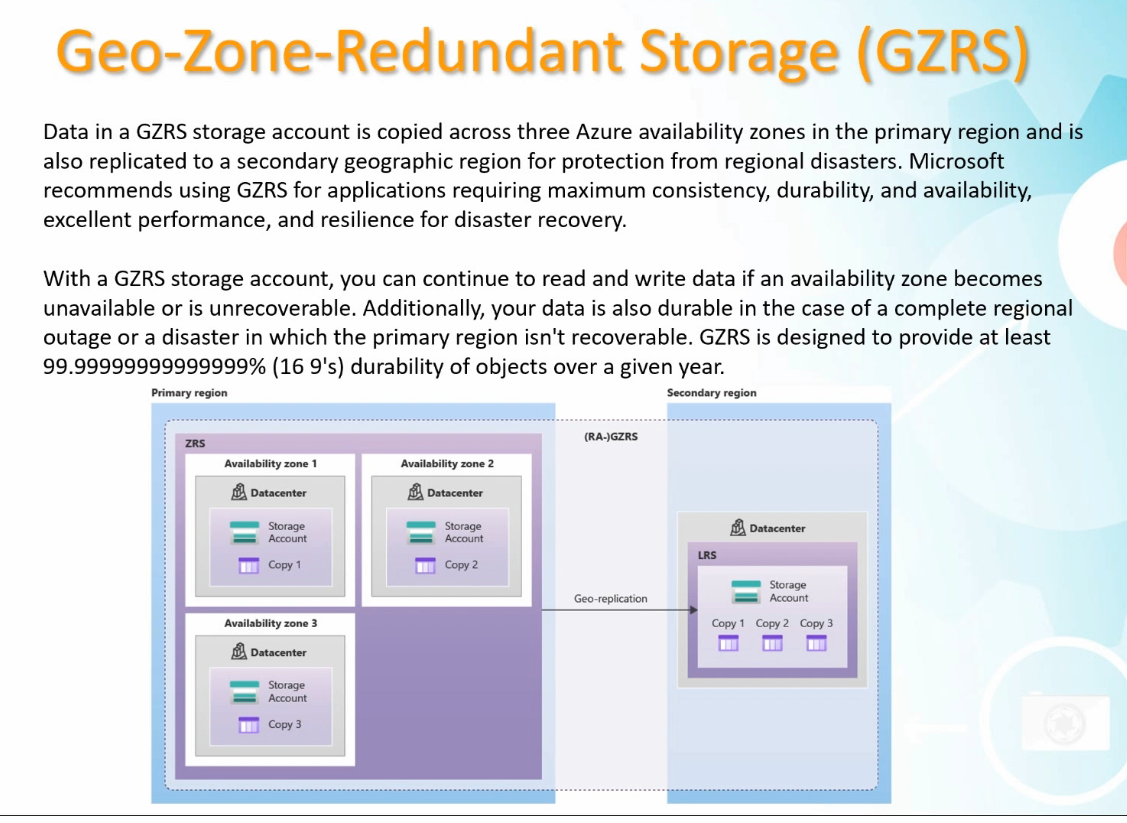 Geo-Zone-Redundant Storage (GZRS)
Data in a GZRS storage account is copied across three Azure availability zones in the primary region and is
also replicated to a secondary geographic region for protection from regional disasters. Microsoft
recommends using GZRS for applications requiring maximum consistency, durability, and availability,
excellent performance, and resilience for disaster recovery.
With a GZRS storage account, you can continue to read and write data if an availability zone becomes
unavailable or is unrecoverable. Additionally, your data is also durable in the case of a complete regional
outage or a disaster in which the primary region isn't recoverable. GZRS is designed to provide at least
99.99999999999999% (16 9's) durability of objects over a given year.
Primary region
ZRS
Availability zone 1
Datacenter
Storage
Account
Copy 1
Availability zone 2
Datacenter
Storage
Account
Copy 2
Availability zone 3
Datacenter
Storage
Account
Copy 3
(RA-)GZRS
Geo-replication
Secondary region
Datacenter
LRS
Storage
Account
Copy 1 Copy 2 Copy 3